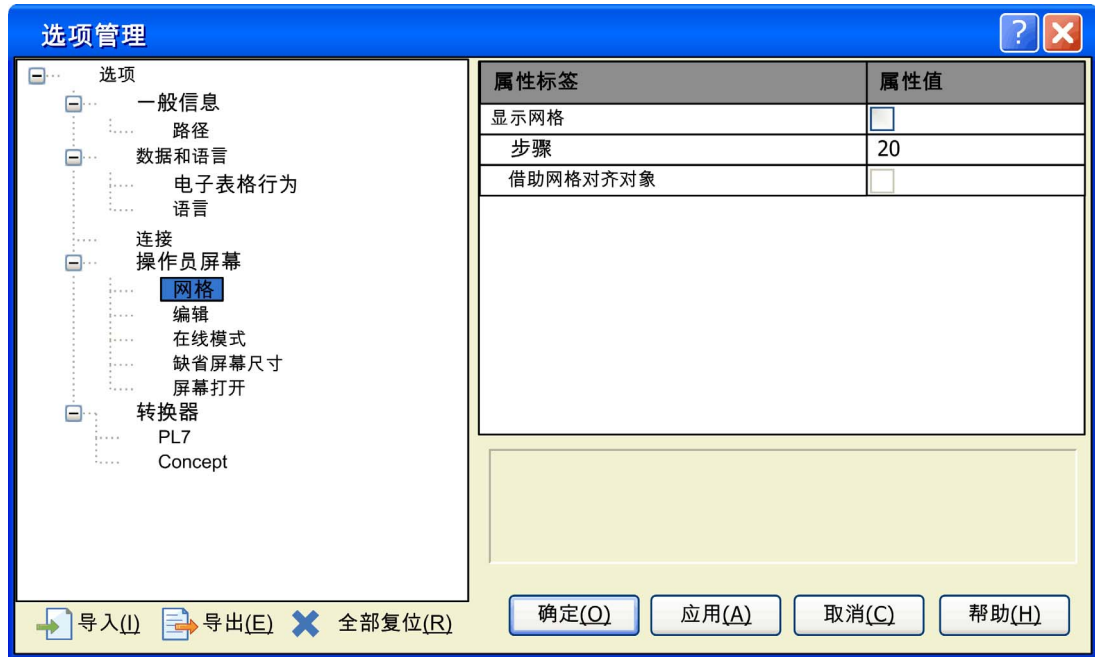 选项管理
选项
一般信息
路径
数据和语言
电子表格行为
语言
连接
操作员屏幕
网格
编辑
在线模式
缺省屏幕尺寸
屏幕打开
转换器
PL7
Concept
属性标签 属性值
显示网格
步骤 20
借助网格对齐对象
导入(I) 导出(E) 全部复位(R)
确定(O) 应用(A) 取消(C) 帮助(H)